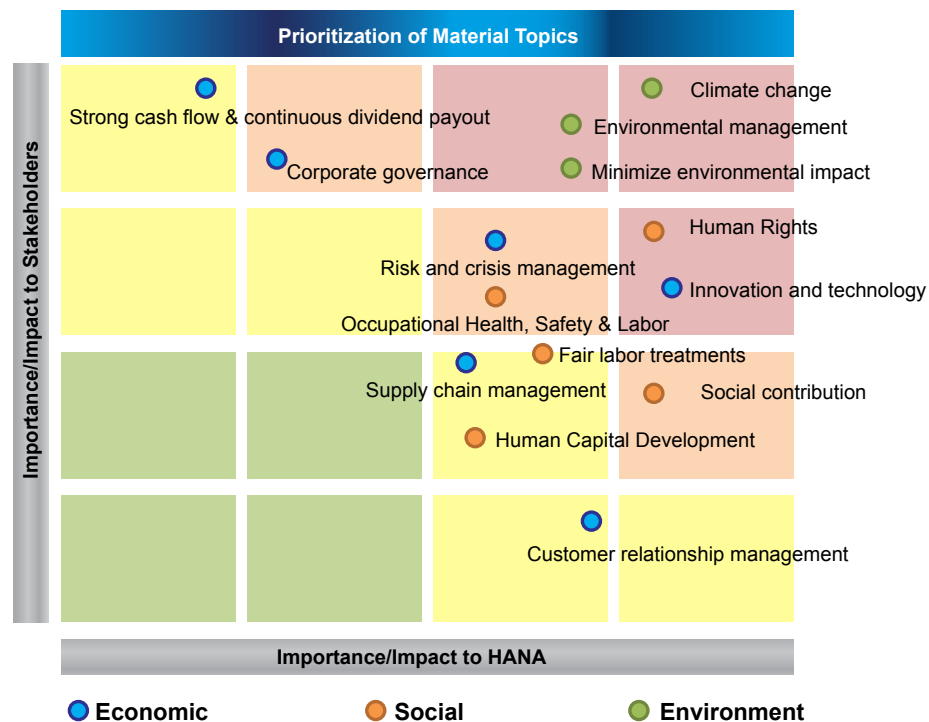 Prioritization of Material Topics
Importance/Impact to Stakeholders
Climate change
Strong cash flow & continuous dividend payout
Environmental management
Corporate governance
Minimize environmental impact
Human Rights
Risk and crisis management
Innovation and technology
Occupational Health, Safety & Labor
Fair labor treatments
Supply chain management
Social contribution
Human Capital Development
Customer relationship management
Importance/Impact to HANA
Economic
Social
Environment